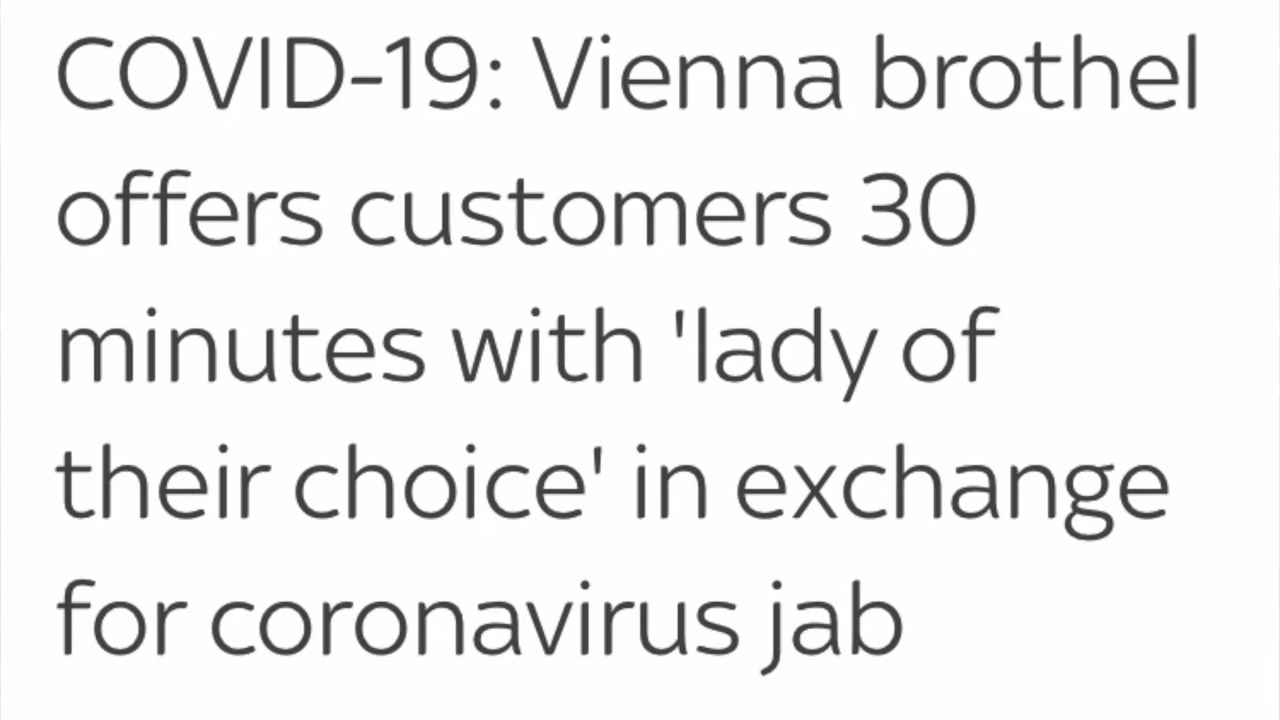 COVID-19: Vienna brothel
offers customers 30
minutes with 'lady of
their choice' in exchange
for coronavirus jab